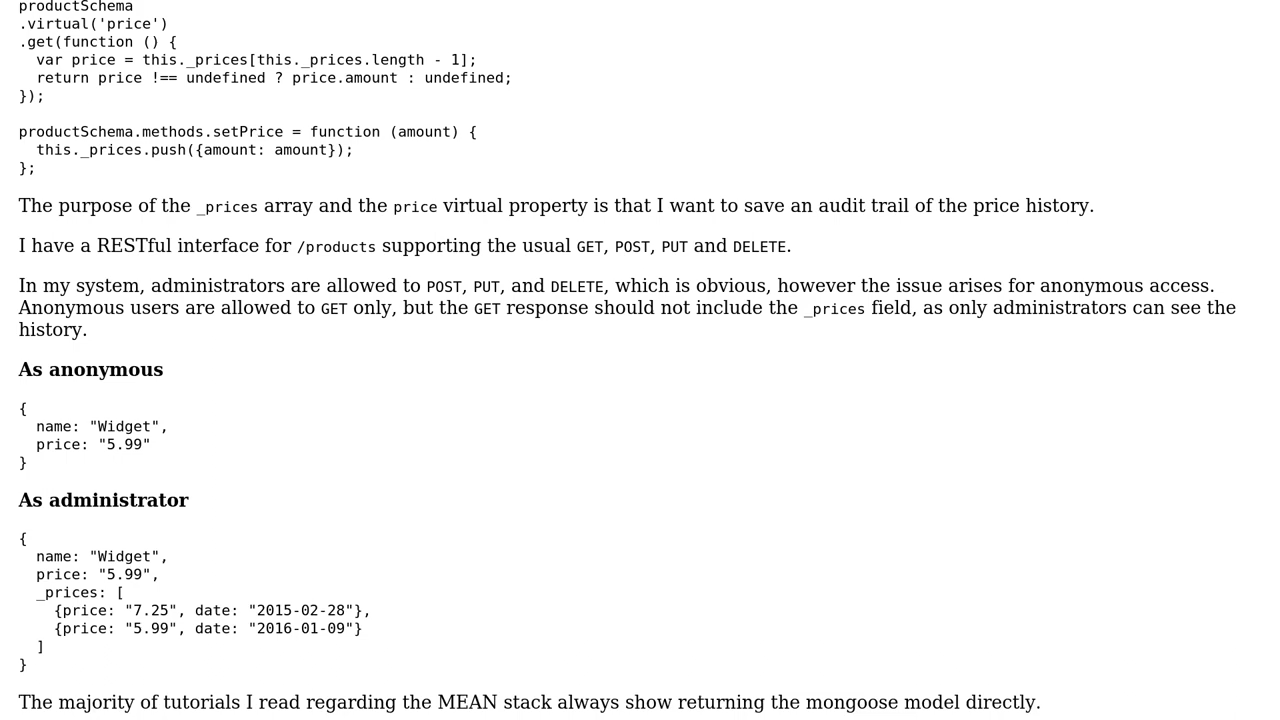 productSchema
.virtual('price')
.get(function () {
  var price = this._prices[this._prices.length - 1];
  return price !== undefined ? price.amount : undefined;
});

productSchema.methods.setPrice = function (amount) {
  this._prices.push({amount: amount});
};
The purpose of the _prices array and the price virtual property is that I want to save an audit trail of the price history.
I have a RESTful interface for /products supporting the usual GET, POST, PUT and DELETE.
In my system, administrators are allowed to POST, PUT, and DELETE, which is obvious, however the issue arises for anonymous access.
Anonymous users are allowed to GET only, but the GET response should not include the _prices field, as only administrators can see the
history.
As anonymous
{
  name: "Widget",
  price: "5.99"
}
As administrator
{
  name: "Widget",
  price: "5.99",
  _prices: [
    {price: "7.25", date: "2015-02-28"},
    {price: "5.99", date: "2016-01-09"}
  ]
}
The majority of tutorials I read regarding the MEAN stack always show returning the mongoose model directly.